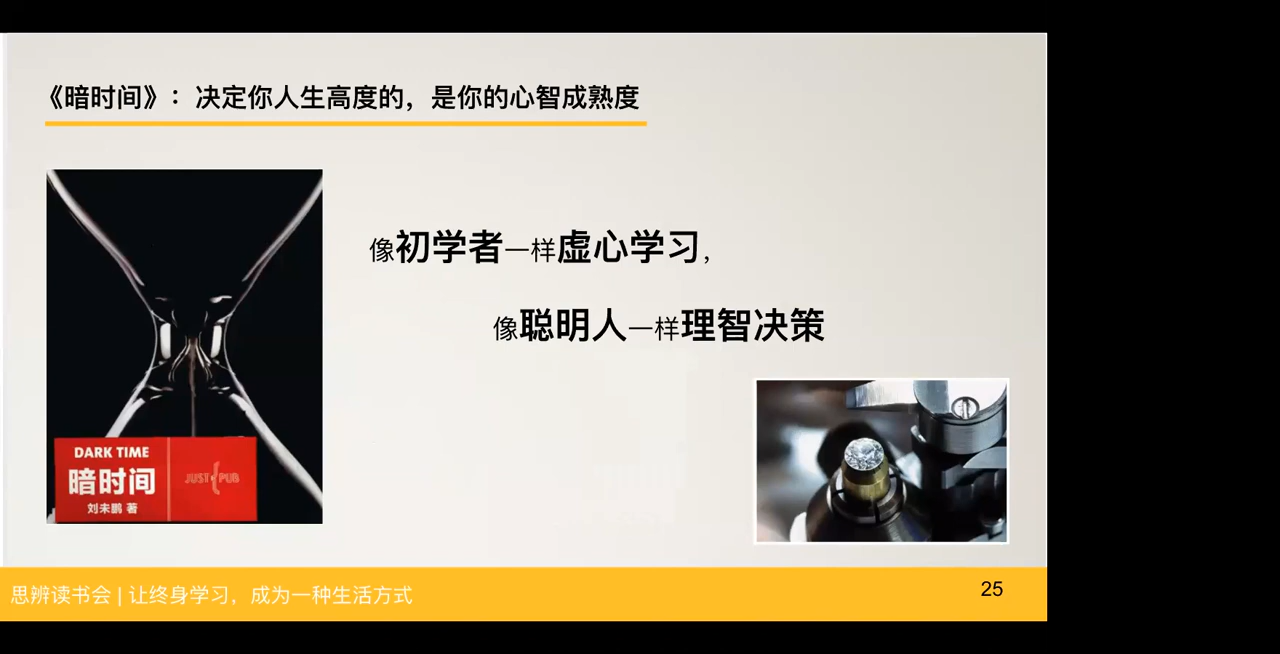 《暗时间》：决定你人生高度的，是你的心智成熟度
像初学者一样虚心学习，
像聪明人一样理智决策
DARK TIME
暗时间
刘未鹏 著
JUST PUB
思辨读书会 | 让终身学习，成为一种生活方式
25